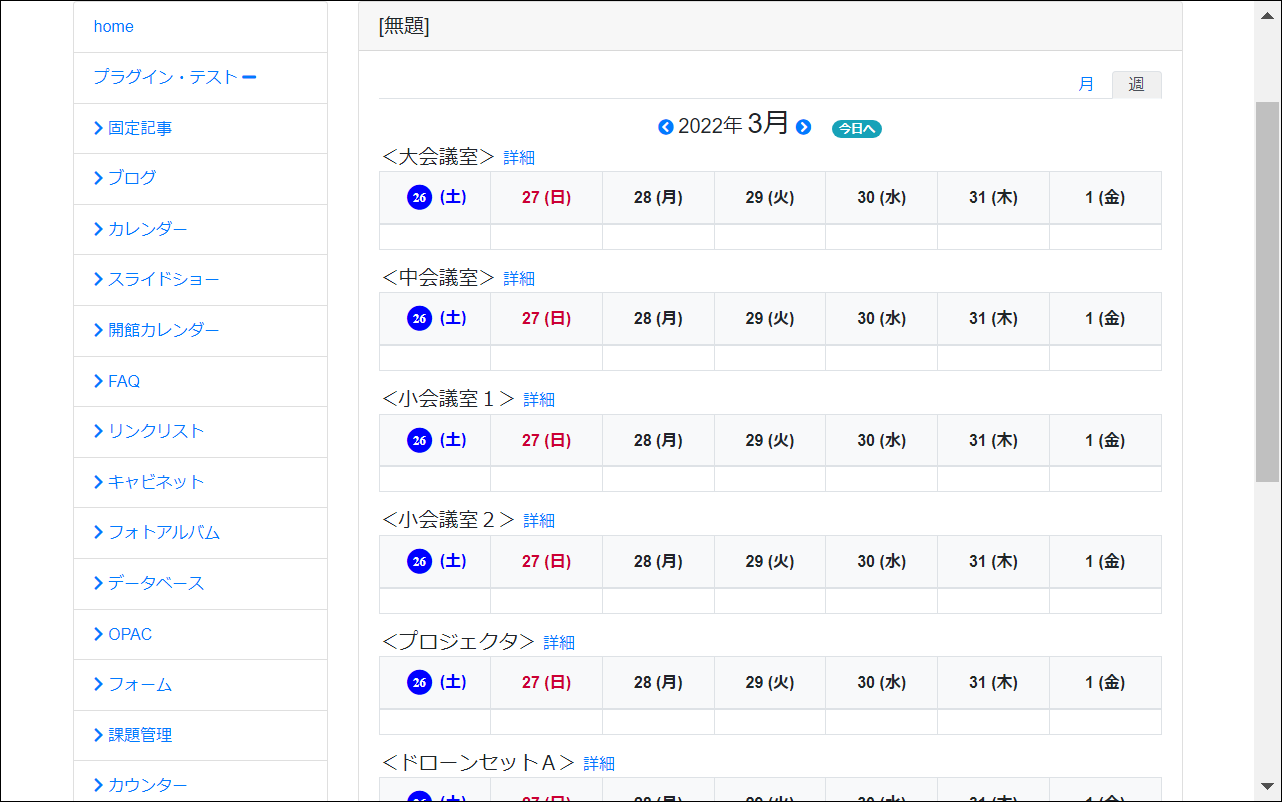 home
プラグイン・テスト
固定記事
ブログ
カレンダー
スライドショー
開館カレンダー
FAQ
リンクリスト
キャビネット
フォトアルバム
データベース
OPAC
フォーム
課題管理
カウンター
[無題]
月 週
2022年 3月 今日へ
＜大会議室＞ 詳細
26 (土) 27 (日) 28 (月) 29 (火) 30 (水) 31 (木) 1 (金)
＜中会議室＞ 詳細
26 (土) 27 (日) 28 (月) 29 (火) 30 (水) 31 (木) 1 (金)
＜小会議室１＞ 詳細
26 (土) 27 (日) 28 (月) 29 (火) 30 (水) 31 (木) 1 (金)
＜小会議室２＞ 詳細
26 (土) 27 (日) 28 (月) 29 (火) 30 (水) 31 (木) 1 (金)
＜プロジェクタ＞ 詳細
26 (土) 27 (日) 28 (月) 29 (火) 30 (水) 31 (木) 1 (金)
＜ドローンセットＡ＞ 詳細